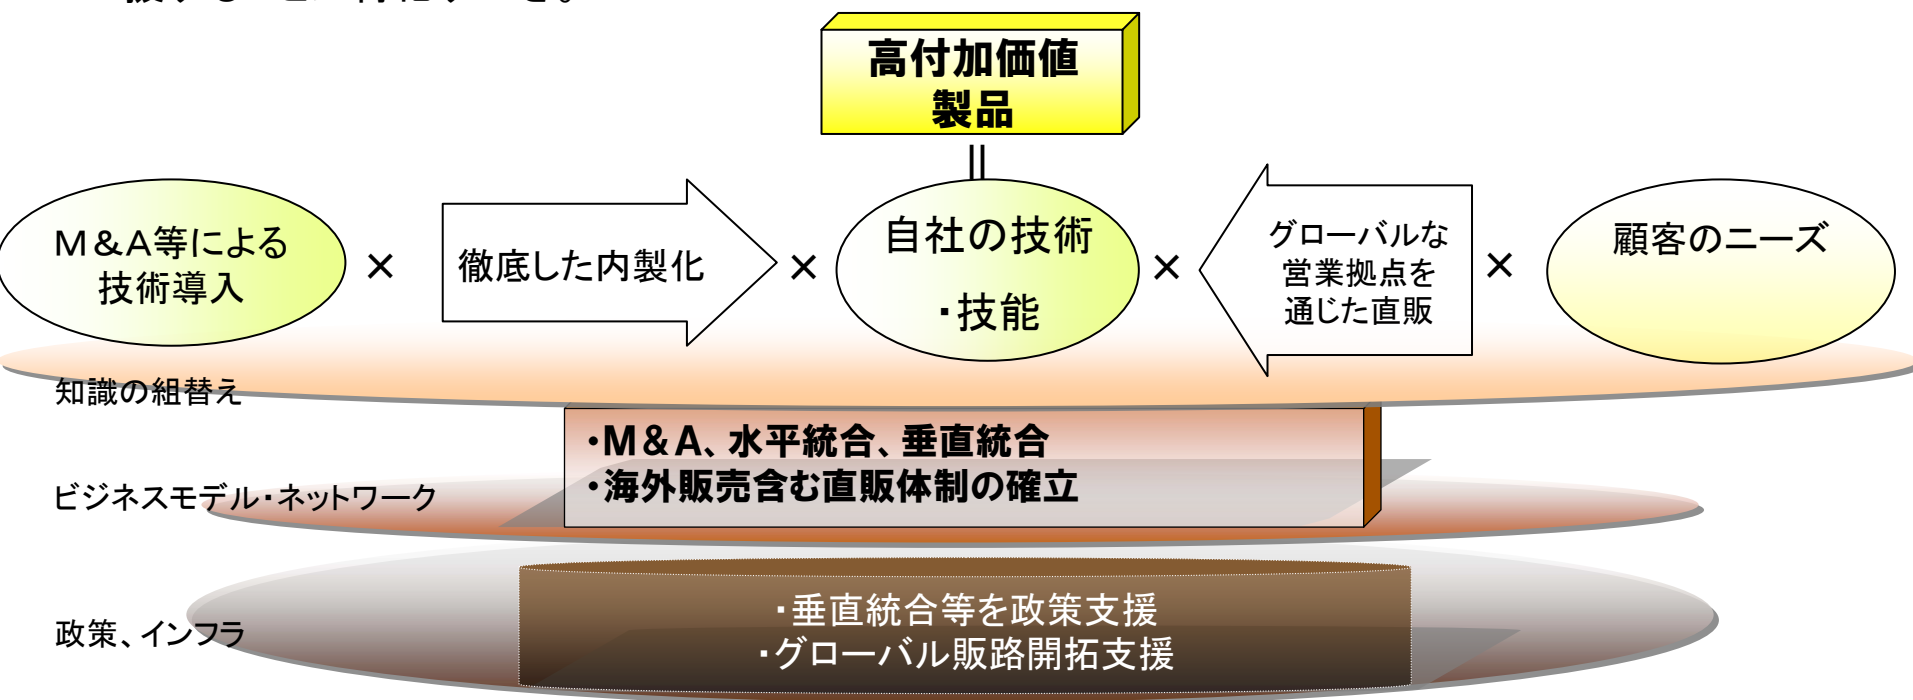 高付加価値
製品
M&A等による
技術導入
×
徹底した内製化
×
自社の技術
・技能
×
グローバルな
営業拠点を
通じた直販
×
顧客のニーズ
知識の組替え
・M&A、水平統合、垂直統合
・海外販売含む直販体制の確立
ビジネスモデル・ネットワーク
・垂直統合等を政策支援
・グローバル販路開拓支援
政策、インフラ